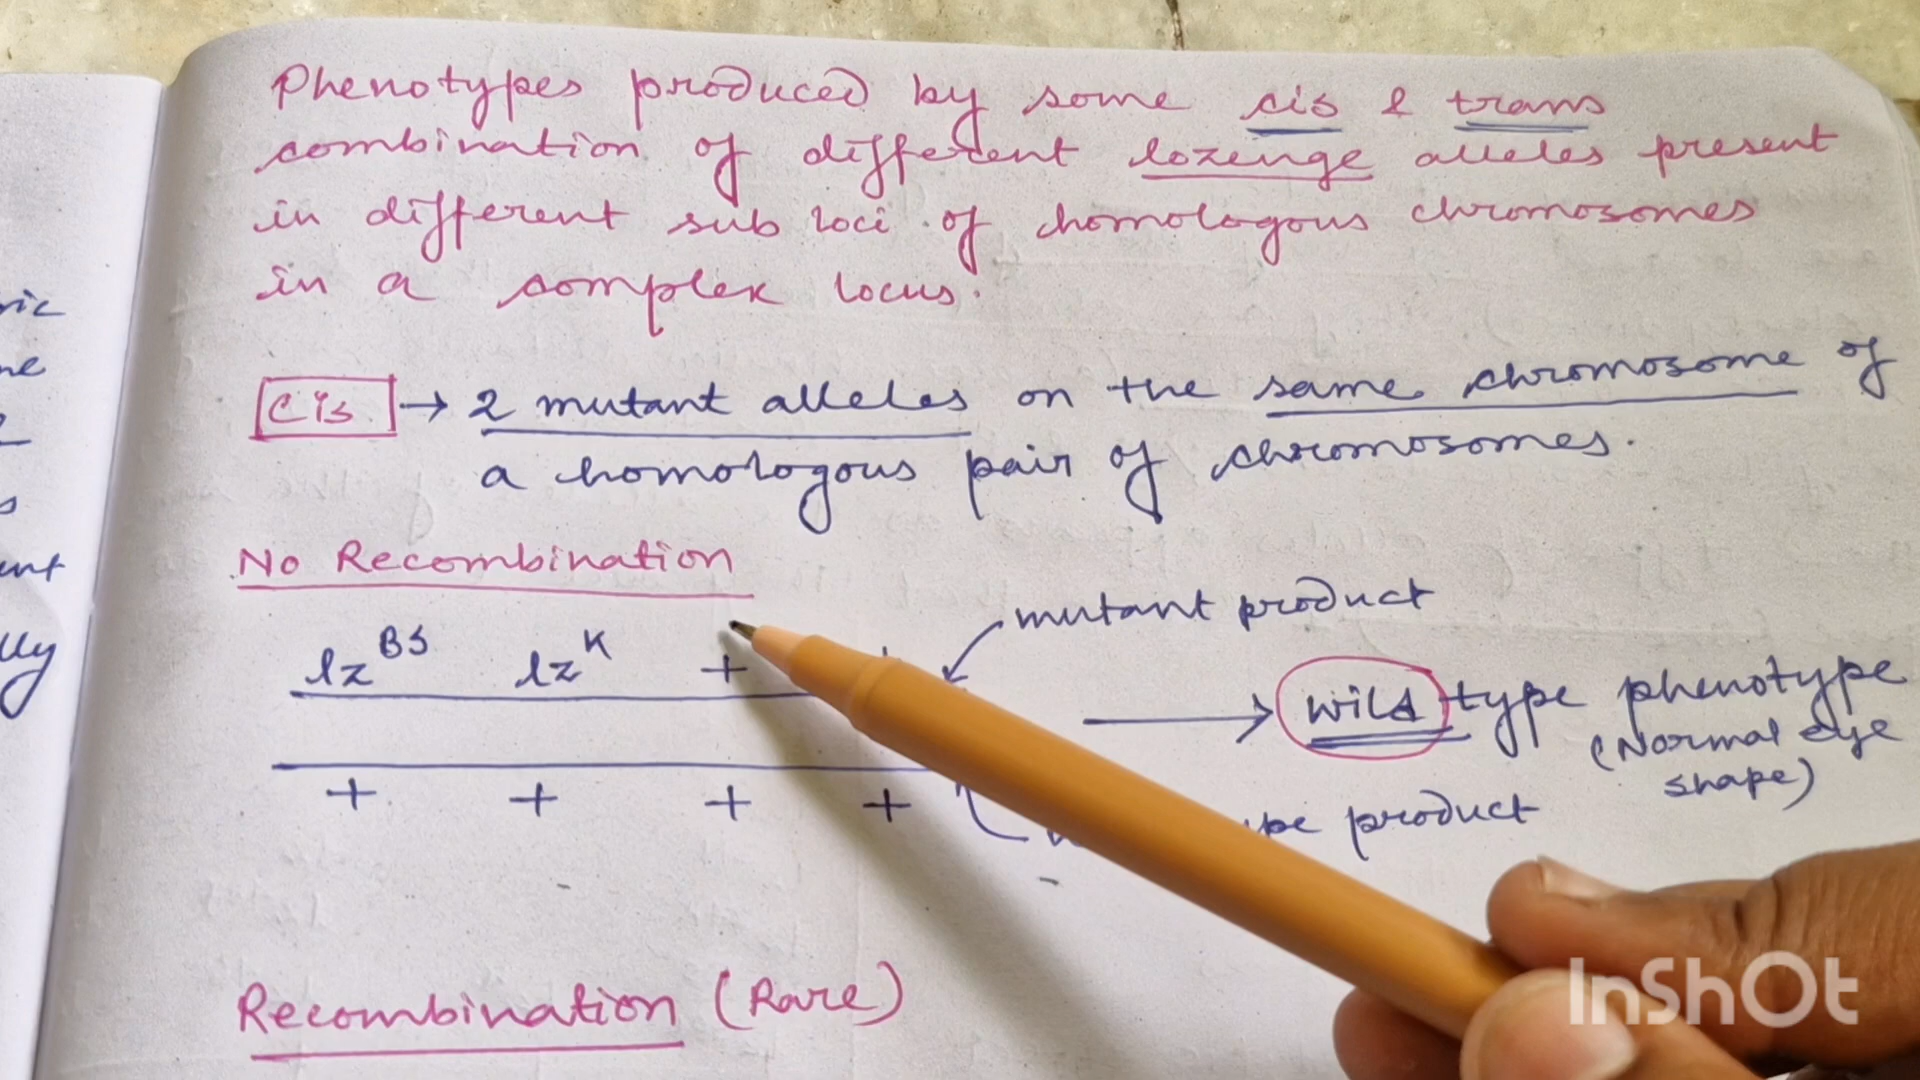 Phenotypes produced by some cis & trans
combination of different lozenge alleles present
in different sub loci of homologous chromosomes
in a complex locus.
Cis → 2 mutant alleles on the same chromosome of
a homologous pair of chromosomes.
No Recombination
mutant product
lz^BS lz^K +
→ wild type phenotype
(Normal eye
shape)
+ + + +
product
Recombination (Rare)
InShOt